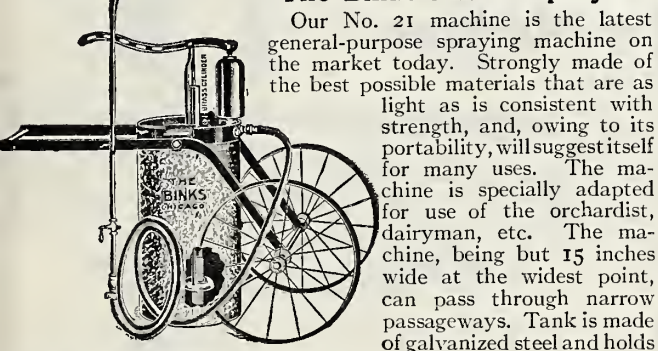 Our No. 21 machine is the latest
general-purpose spraying machine on
the market today. Strongly made of
the best possible materials that are as
light as is consistent with
strength, and, owing to its
portability, will suggest itself
for many uses. The ma-
chine is specially adapted
for use of the orchardist,
dairyman, etc. The ma-
chine, being but 15 inches
wide at the widest point,
can pass through narrow
passageways. Tank is made
of galvanized steel and holds
BRASS CYLINDER
THE
BINKS
CHICAGO